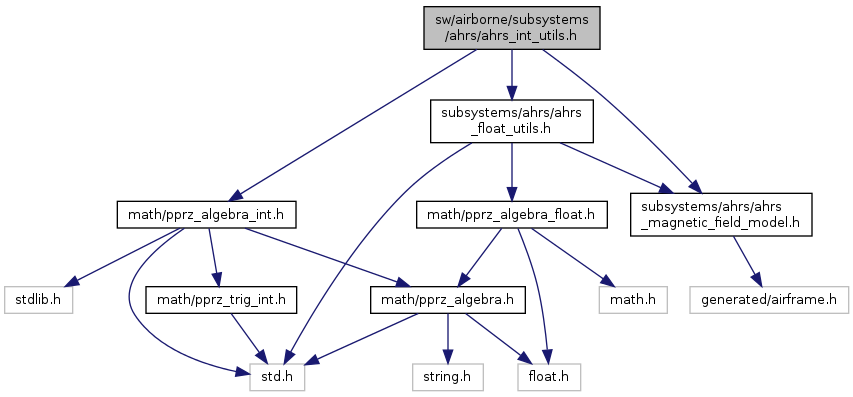 sw/airborne/subsystems
/ahrs/ahrs_int_utils.h
subsystems/ahrs/ahrs
_float_utils.h
math/pprz_algebra_int.h
math/pprz_algebra_float.h
subsystems/ahrs/ahrs
_magnetic_field_model.h
stdlib.h
math/pprz_trig_int.h
math/pprz_algebra.h
math.h
generated/airframe.h
std.h
string.h
float.h